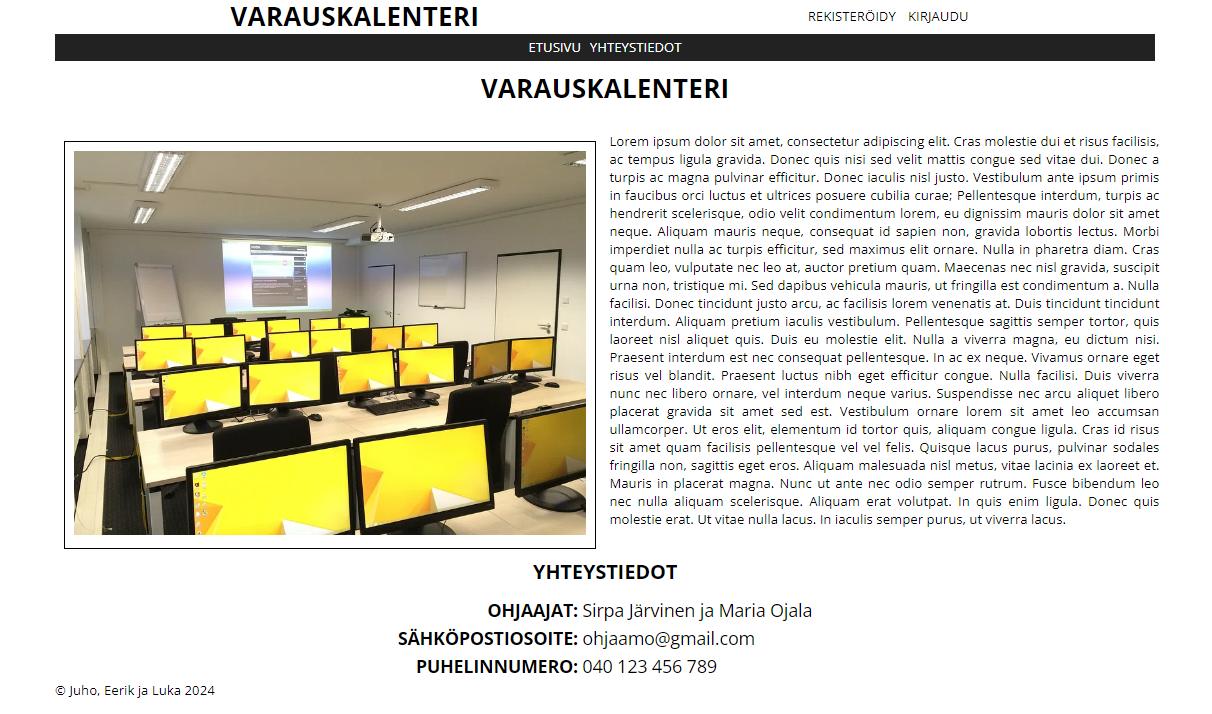 VARAUSKALENTERI
REKISTERÖIDY KIRJAUDU
ETUSIVU YHTEYSTIEDOT
VARAUSKALENTERI
Lorem ipsum dolor sit amet, consectetur adipiscing elit. Cras molestie dui et risus facilisis,
ac tempus ligula gravida. Donec quis nisi sed velit mattis congue sed vitae dui. Donec a
turpis ac magna pulvinar efficitur. Donec iaculis nisl justo. Vestibulum ante ipsum primis
in faucibus orci luctus et ultrices posuere cubilia curae; Pellentesque interdum, turpis ac
hendrerit scelerisque, odio velit condimentum lorem, eu dignissim mauris dolor sit amet
neque. Aliquam mauris neque, consequat id sapien non, gravida lobortis lectus. Morbi
imperdiet nulla ac turpis efficitur, sed maximus elit ornare. Nulla in pharetra diam. Cras
quam leo, vulputate nec leo at, auctor pretium quam. Maecenas nec nisl gravida, suscipit
urna non, tristique mi. Sed dapibus vehicula mauris, ut fringilla est condimentum a. Nulla
facilisi. Donec tincidunt justo arcu, ac facilisis lorem venenatis at. Duis tincidunt tincidunt
interdum. Aliquam pretium iaculis vestibulum. Pellentesque sagittis semper tortor, quis
laoreet nisl aliquet quis. Duis eu molestie elit. Nulla a viverra magna, eu dictum nisi.
Praesent interdum est nec consequat pellentesque. In ac ex neque. Vivamus ornare eget
risus vel blandit. Praesent luctus nibh eget efficitur congue. Nulla facilisi. Duis viverra
nunc nec libero ornare, vel interdum neque varius. Suspendisse nec arcu aliquet libero
placerat gravida sit amet sed est. Vestibulum ornare lorem sit amet leo accumsan
ullamcorper. Ut eros elit, elementum id tortor quis, aliquam congue ligula. Cras id risus
sit amet quam facilisis pellentesque vel vel felis. Quisque lacus purus, pulvinar sodales
fringilla non, sagittis eget eros. Aliquam malesuada nisl metus, vitae lacinia ex laoreet et.
Mauris in placerat magna. Nunc ut ante nec odio semper rutrum. Fusce bibendum leo
nec nulla aliquam scelerisque. Aliquam erat volutpat. In quis enim ligula. Donec quis
molestie erat. Ut vitae nulla lacus. In iaculis semper purus, ut viverra lacus.
YHTEYSTIEDOT
OHJAAJAT: Sirpa Järvinen ja Maria Ojala
SÄHKÖPOSTIOSOITE: ohjaamo@gmail.com
PUHELINNUMERO: 040 123 456 789
© Juho, Eerik ja Luka 2024